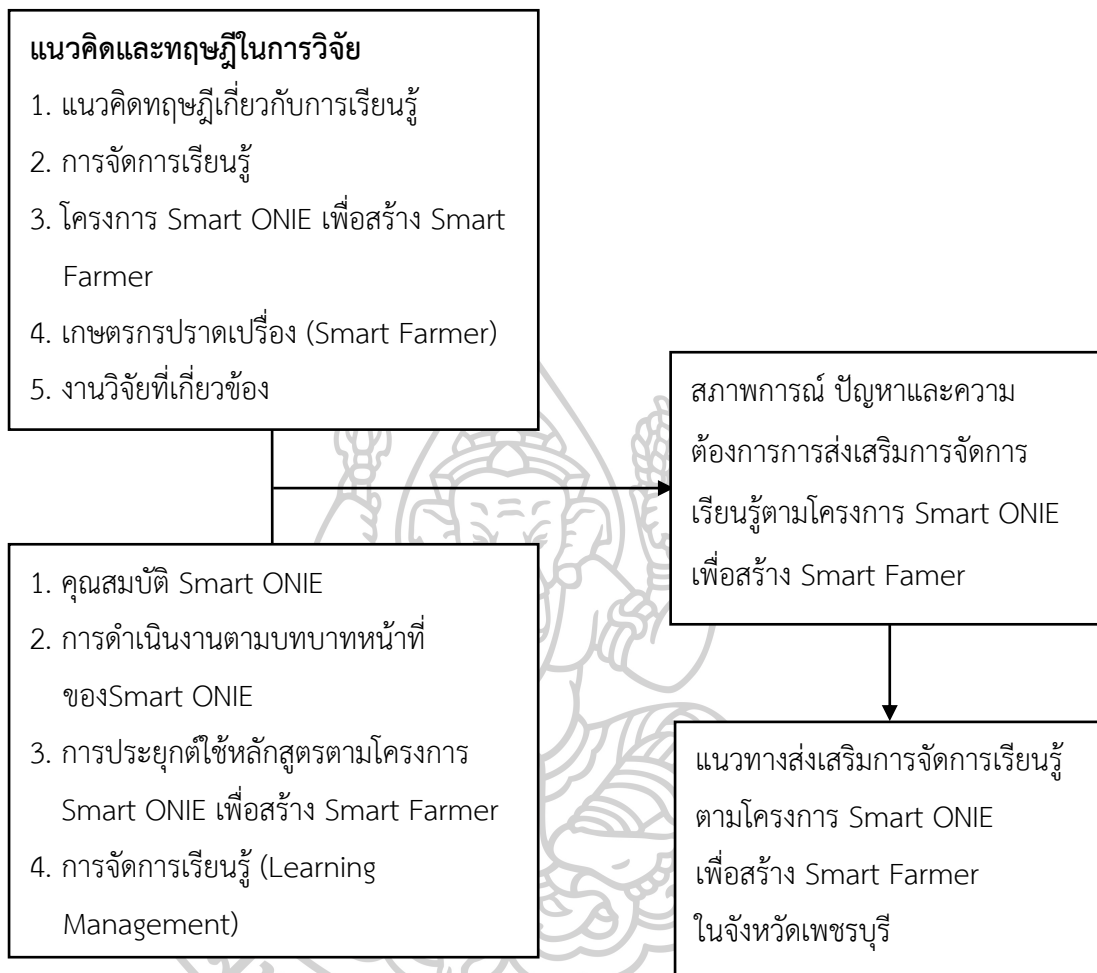 แนวคิดและทฤษฎีในการวิจัย
1. แนวคิดทฤษฎีเกี่ยวกับการเรียนรู้
2. การจัดการเรียนรู้
3. โครงการ Smart ONIE เพื่อสร้าง Smart
Farmer
4. เกษตรกรปราดเปรื่อง (Smart Farmer)
5. งานวิจัยที่เกี่ยวข้อง
1. คุณสมบัติ Smart ONIE
2. การดำเนินงานตามบทบาทหน้าที่
ของSmart ONIE
3. การประยุกต์ใช้หลักสูตรตามโครงการ
Smart ONIE เพื่อสร้าง Smart Farmer
4. การจัดการเรียนรู้ (Learning
Management)
สภาพการณ์ ปัญหาและความ
ต้องการการส่งเสริมการจัดการ
เรียนรู้ตามโครงการ Smart ONIE
เพื่อสร้าง Smart Famer
แนวทางส่งเสริมการจัดการเรียนรู้
ตามโครงการ Smart ONIE
เพื่อสร้าง Smart Farmer
ในจังหวัดเพชรบุรี